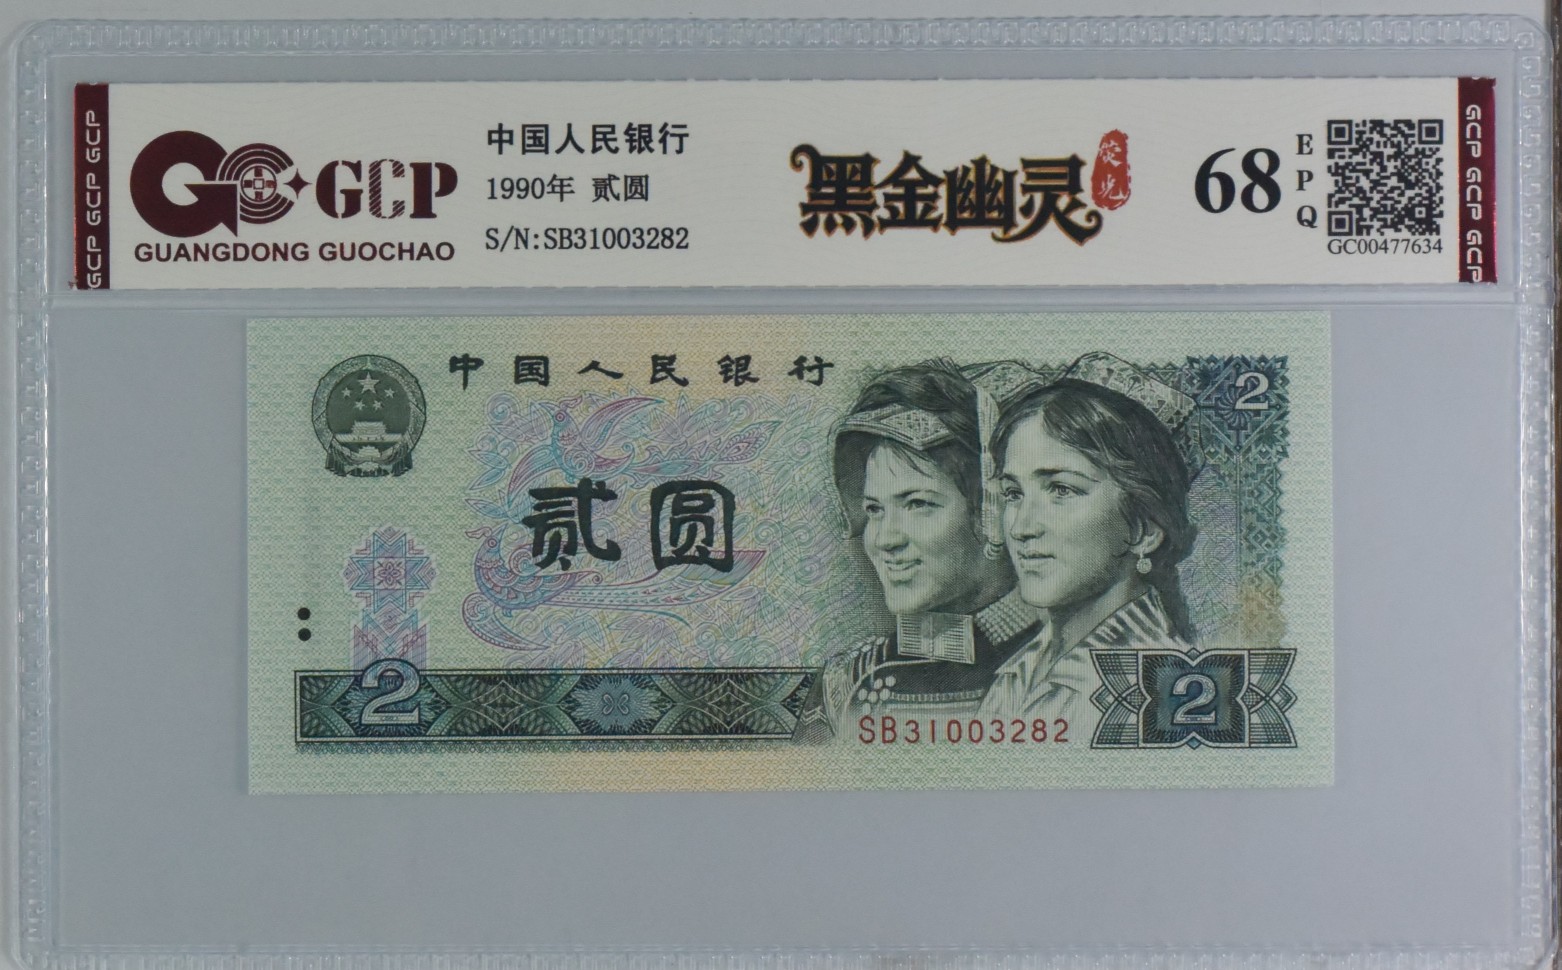 GCP GCP GCP
GCP
GUANGDONG GUOCHAO
中国人民银行
1990年 贰圆
S/N:SB31003282
黑金幽灵
荧光
68
EPQ
GC00477634
GCP GCP GCP
中国人民银行
2
贰圆
2
SB31003282
2